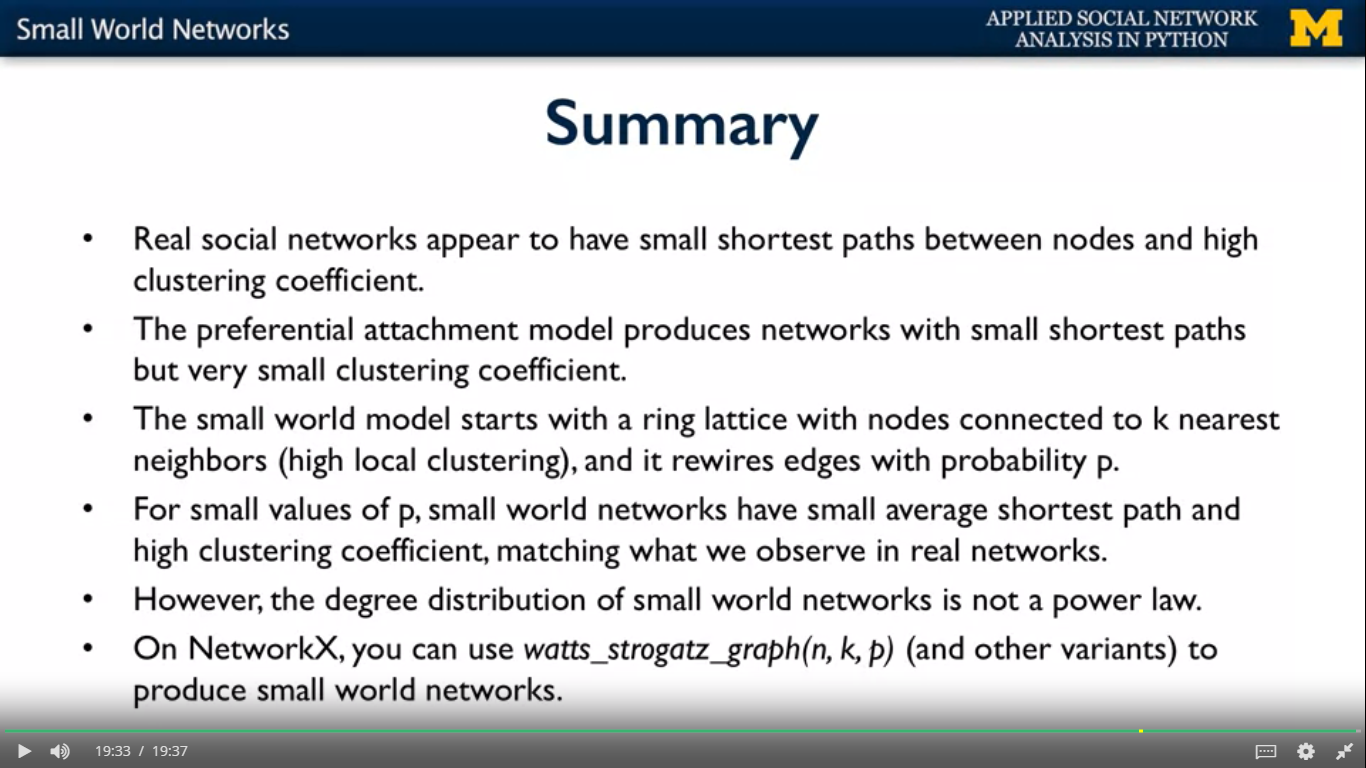 Small World Networks
APPLIED SOCIAL NETWORK
ANALYSIS IN PYTHON
M
Summary
• Real social networks appear to have small shortest paths between nodes and high
clustering coefficient.
• The preferential attachment model produces networks with small shortest paths
but very small clustering coefficient.
• The small world model starts with a ring lattice with nodes connected to k nearest
neighbors (high local clustering), and it rewires edges with probability p.
• For small values of p, small world networks have small average shortest path and
high clustering coefficient, matching what we observe in real networks.
• However, the degree distribution of small world networks is not a power law.
• On NetworkX, you can use watts_strogatz_graph(n, k, p) (and other variants) to
produce small world networks.
19:33 / 19:37